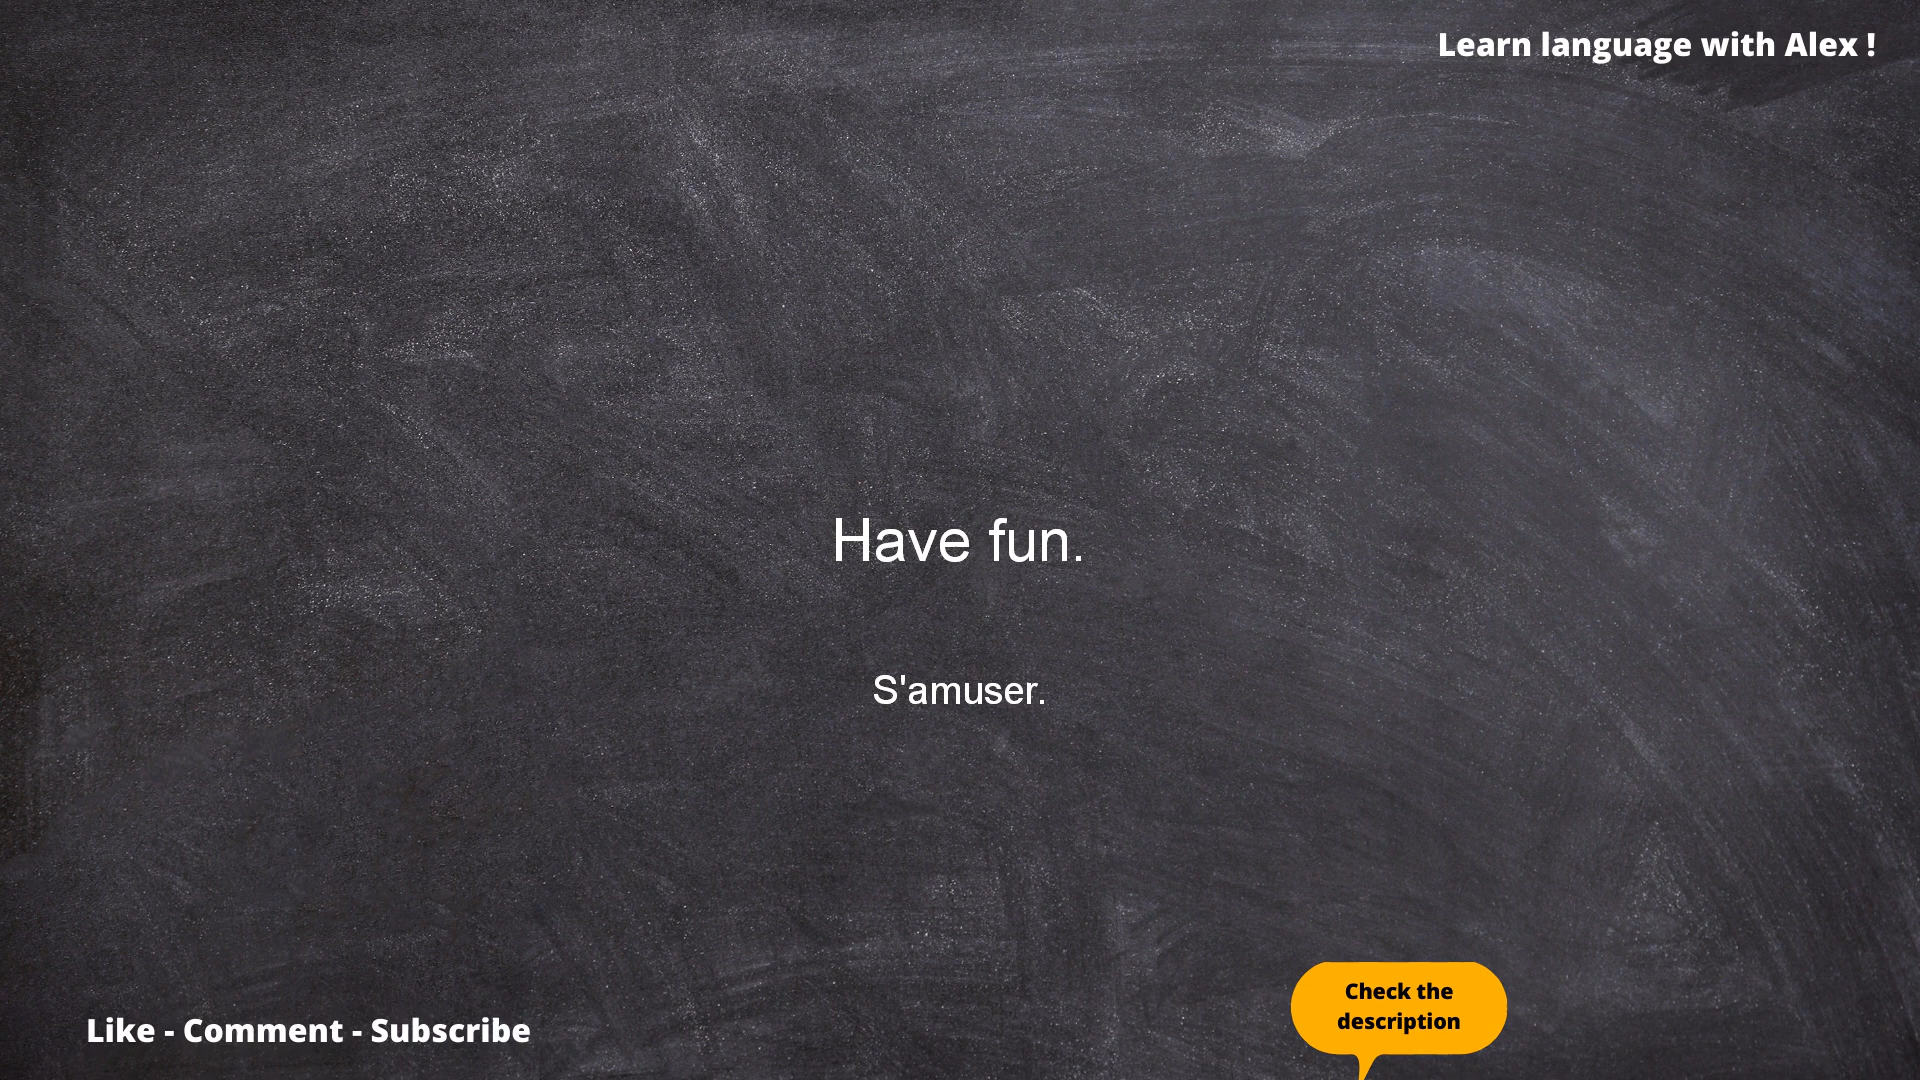 Learn language with Alex !
Have fun.
S'amuser.
Check the
description
Like - Comment - Subscribe